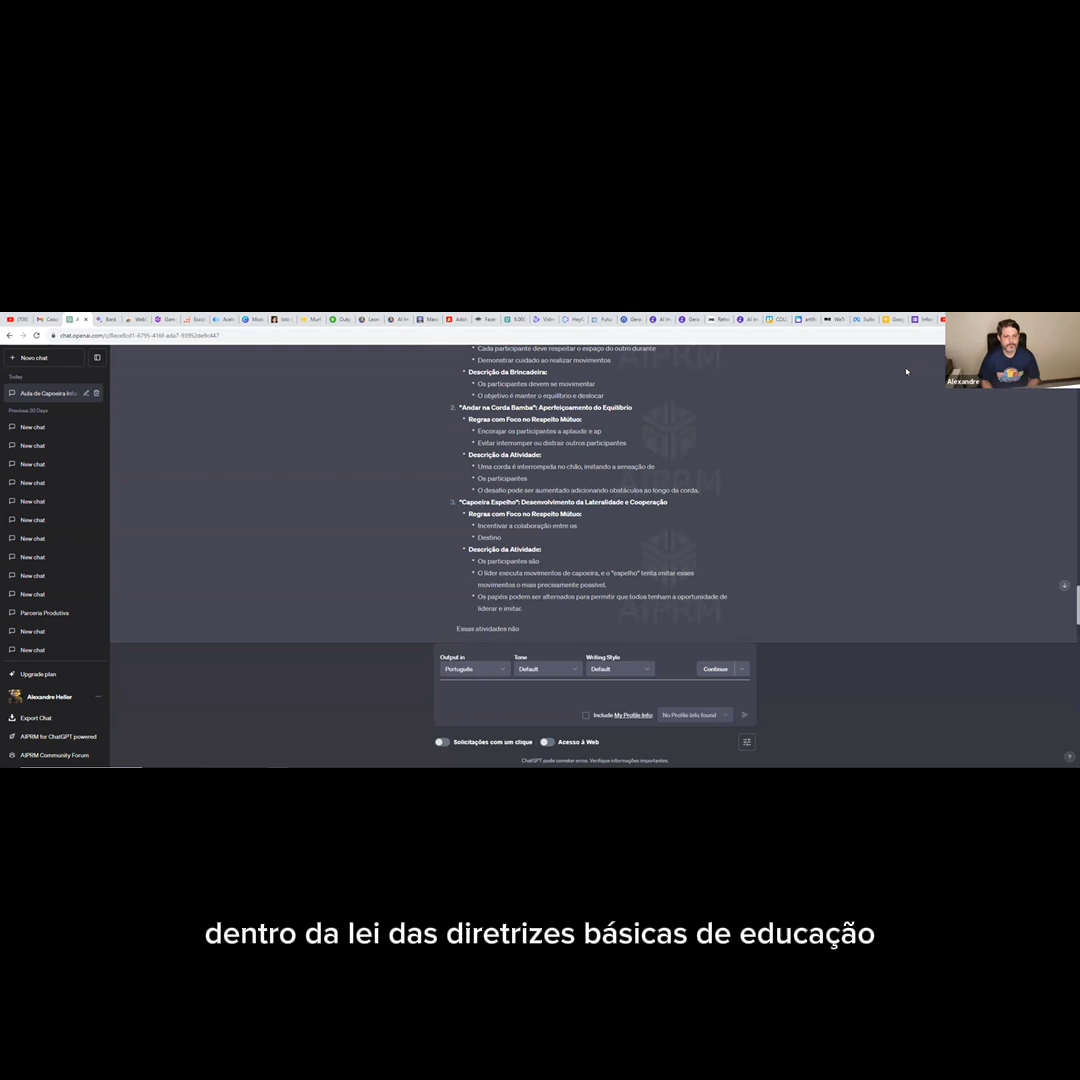 chat.openai.com/c/8ece8cd1-6795-416f-ada7-93952de9c447
Novo chat
Today
Aula de Capoeira Infa
Previous 30 Days
New chat
New chat
New chat
New chat
New chat
New chat
New chat
New chat
New chat
New chat
Parceria Produtiva
New chat
New chat
Upgrade plan
Alexandre Heller
Export Chat
AIPRM for ChatGPT powered
AIPRM Community Forum
Cada participante deve respeitar o espaço do outro durante
Demonstrar cuidado ao realizar movimentos
Descrição da Brincadeira:
Os participantes devem se movimentar
O objetivo é manter o equilíbrio e deslocar
2. "Andar na Corda Bamba": Aperfeiçoamento do Equilíbrio
Regras com Foco no Respeito Mútuo:
Encorajar os participantes a aplaudir e ap
Evitar interromper ou distrair outros participantes
Descrição da Atividade:
Uma corda é interrompida no chão, imitando a sensação de
Os participantes
O desafio pode ser aumentado adicionando obstáculos ao longo da corda.
3. "Capoeira Espelho": Desenvolvimento da Lateralidade e Cooperação
Regras com Foco no Respeito Mútuo:
Incentivar a colaboração entre os
Destino
Descrição da Atividade:
Os participantes são
O líder executa movimentos de capoeira, e o "espelho" tenta imitar esses
movimentos o mais precisamente possível.
Os papéis podem ser alternados para permitir que todos tenham a oportunidade de
liderar e imitar.
Essas atividades não
AIPRM
AIPRM
AIPRM
Alexandre
Output in Tone Writing Style
Português Default Default Continue
Include My Profile Info: No Profile Info found
Solicitações com um clique Acesso à Web
ChatGPT pode cometer erros. Verifique informações importantes.
dentro da lei das diretrizes básicas de educação